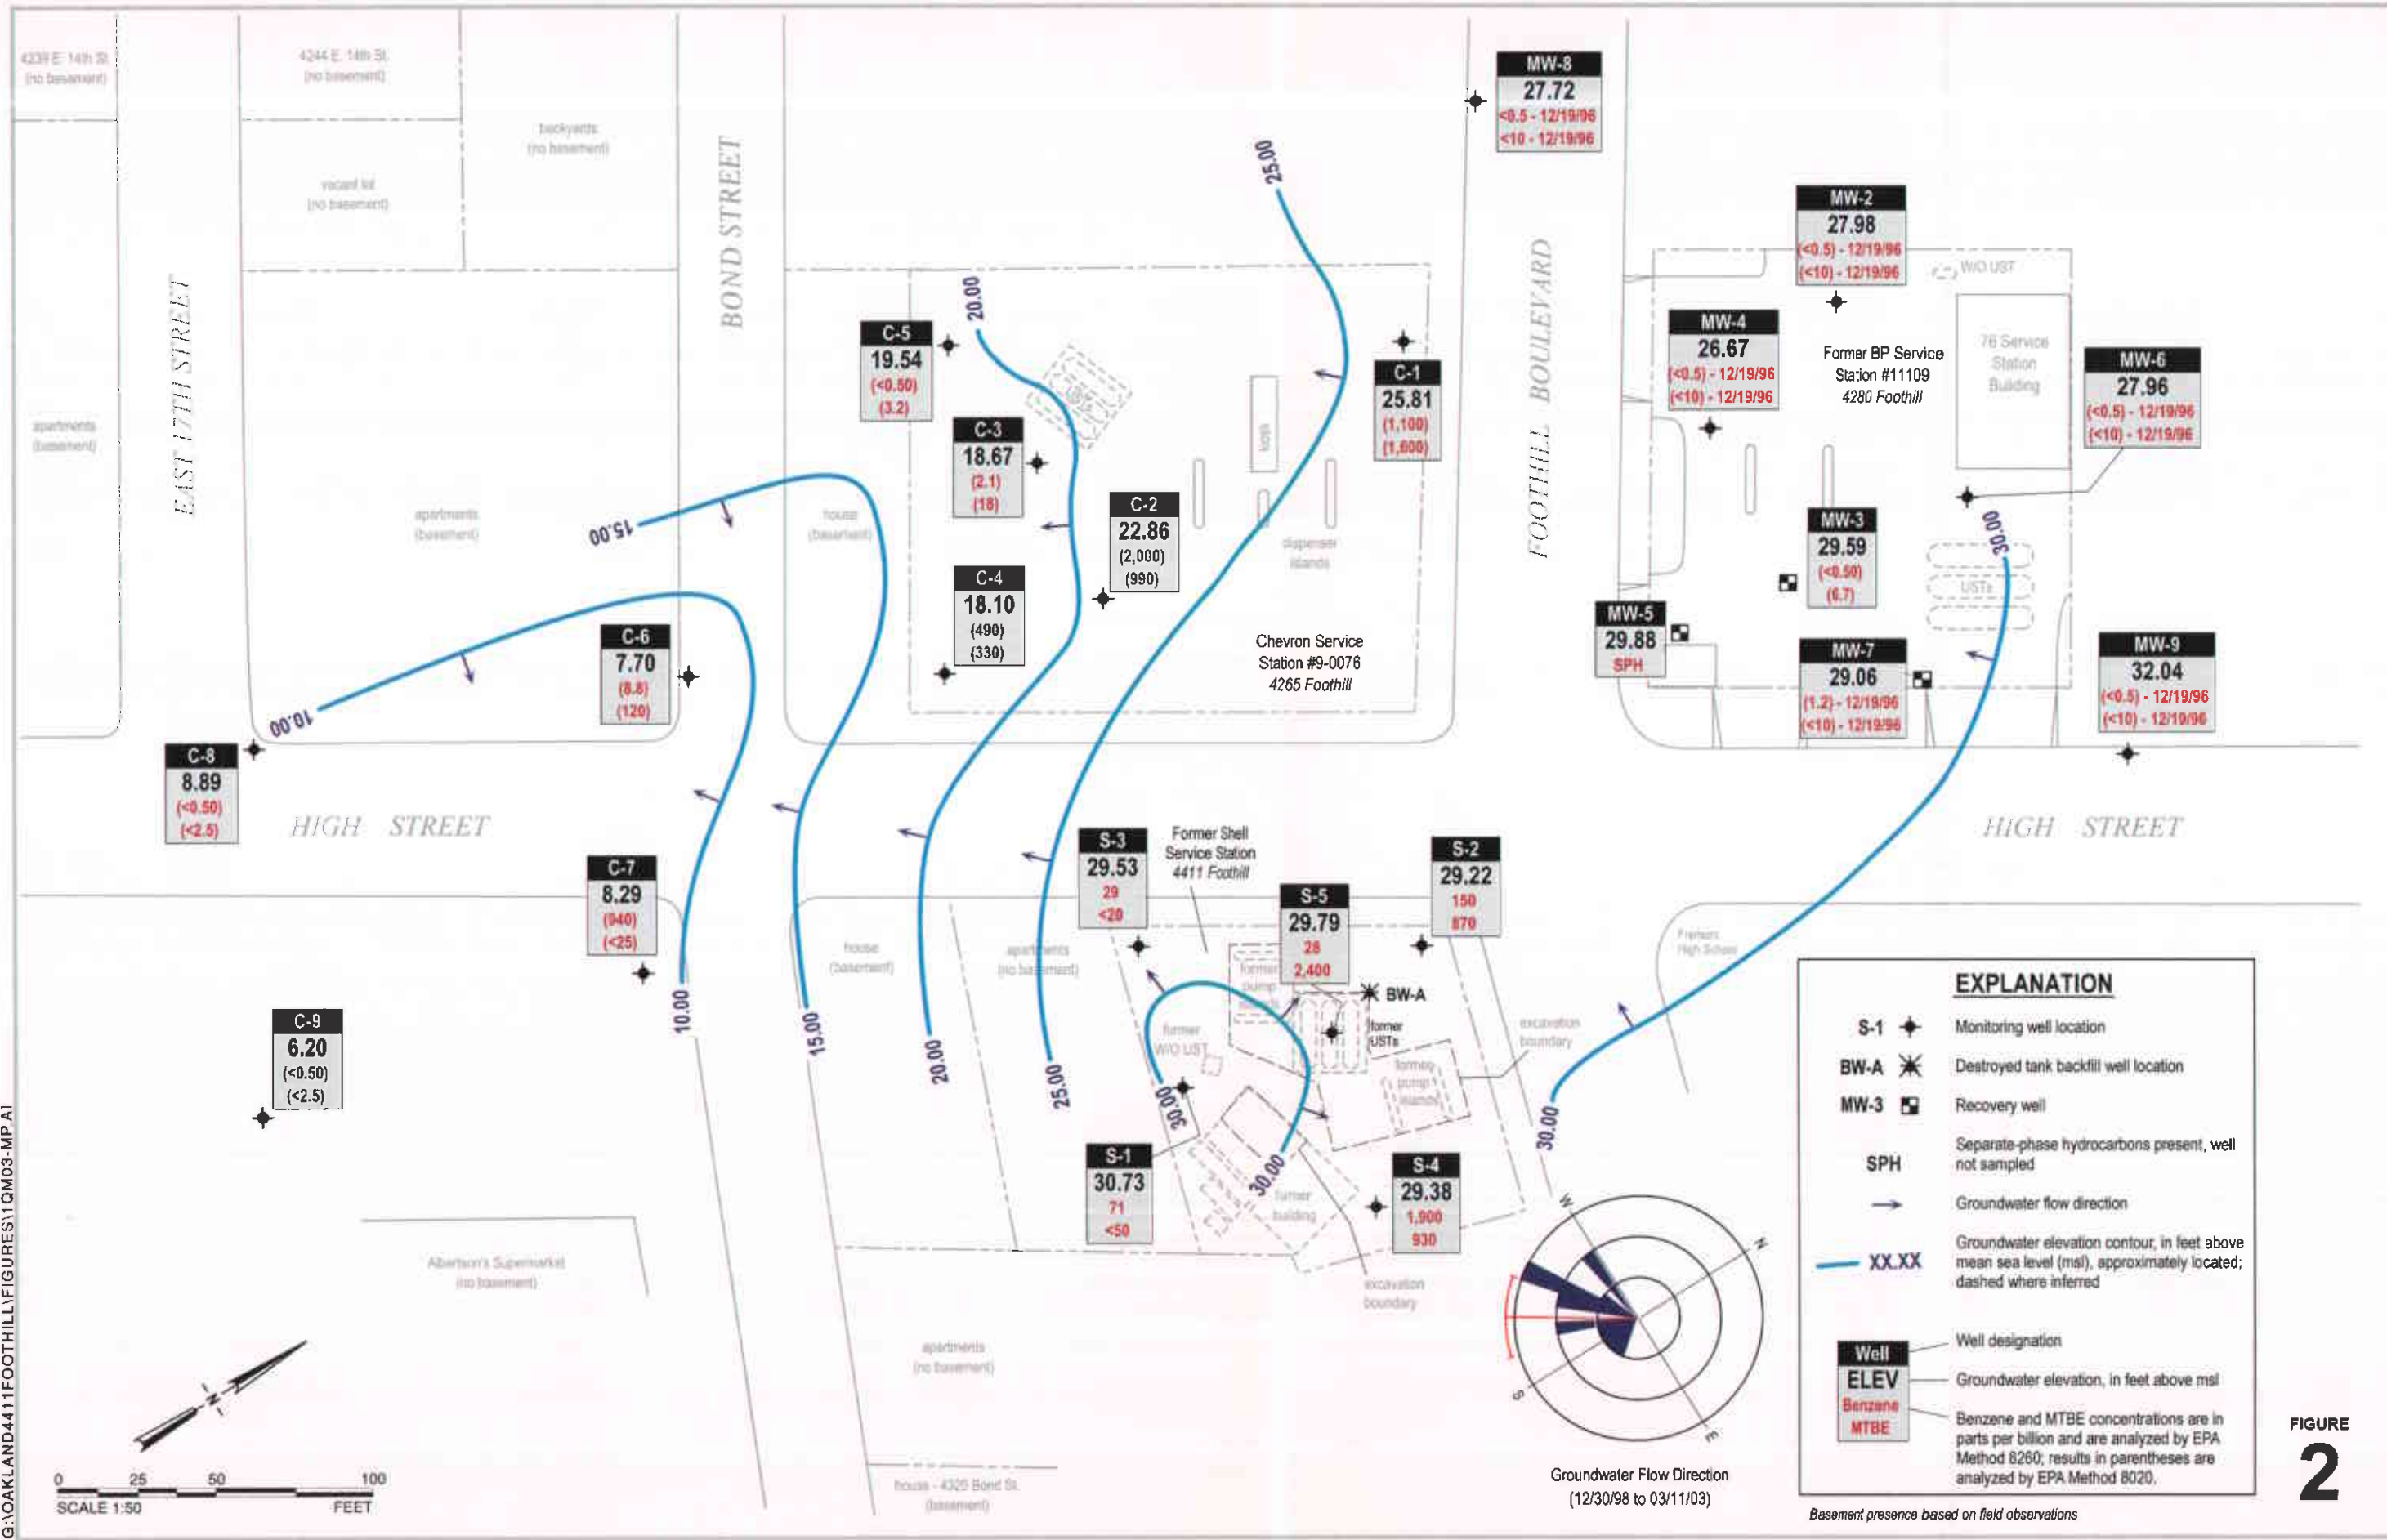 4239 E. 14th St.
(no basement)
4244 E. 14th St.
(no basement)
backyards
(no basement)
vacant lot
(no basement)
EAST 17TH STREET
BOND STREET
FOOTHILL BOULEVARD
apartments
(basement)
apartments
(basement)
house
(basement)
MW-8
27.72
<0.5 - 12/19/96
<10 - 12/19/96
25.00
MW-2
27.98
(<0.5) - 12/19/96
(<10) - 12/19/96
W/O UST
20.00
C-5
19.54
(<0.50)
(3.2)
MW-4
26.67
(<0.5) - 12/19/96
(<10) - 12/19/96
Former BP Service
Station #11109
4280 Foothill
76 Service
Station
Building
MW-6
27.96
(<0.5) - 12/19/96
(<10) - 12/19/96
C-1
25.81
(1,100)
(1,600)
kiosk
C-3
18.67
(2.1)
(18)
C-2
22.86
(2,000)
(990)
15.00
dispenser
islands
MW-3
29.59
(<0.50)
(6.7)
30.00
USTs
C-4
18.10
(490)
(330)
MW-5
29.88
SPH
C-6
7.70
(8.8)
(120)
Chevron Service
Station #9-0076
4265 Foothill
MW-7
29.06
(1.2) - 12/19/96
(<10) - 12/19/96
MW-9
32.04
(<0.5) - 12/19/96
(<10) - 12/19/96
10.00
C-8
8.89
(<0.50)
(<2.5)
HIGH STREET
HIGH STREET
C-7
8.29
(940)
(<25)
S-3
29.53
29
<20
Former Shell
Service Station
4411 Foothill
S-2
29.22
150
870
S-5
29.79
28
2,400
BW-A
house
(basement)
apartments
(no basement)
former
pump
islands
former
USTs
former
W/O UST
former
pump
islands
excavation
boundary
Fremont
High School
10.00
15.00
20.00
25.00
30.00
30.00
30.00
C-9
6.20
(<0.50)
(<2.5)
S-1
30.73
71
<50
S-4
29.38
1,900
930
former
building
excavation
boundary
Albertson's Supermarket
(no basement)
apartments
(no basement)
house - 4320 Bond St.
(basement)
N
0 25 50 100
SCALE 1:50 FEET
W
N
S
E
Groundwater Flow Direction
(12/30/98 to 03/11/03)
EXPLANATION
S-1 Monitoring well location
BW-A Destroyed tank backfill well location
MW-3 Recovery well
SPH Separate-phase hydrocarbons present, well
not sampled
Groundwater flow direction
XX.XX Groundwater elevation contour, in feet above
mean sea level (msl), approximately located;
dashed where inferred
Well
ELEV
Benzene
MTBE
Well designation
Groundwater elevation, in feet above msl
Benzene and MTBE concentrations are in
parts per billion and are analyzed by EPA
Method 8260; results in parentheses are
analyzed by EPA Method 8020.
Basement presence based on field observations
FIGURE
2
G:\OAKLAND4411FOOTHILL\FIGURES\1QM03-MP.AI